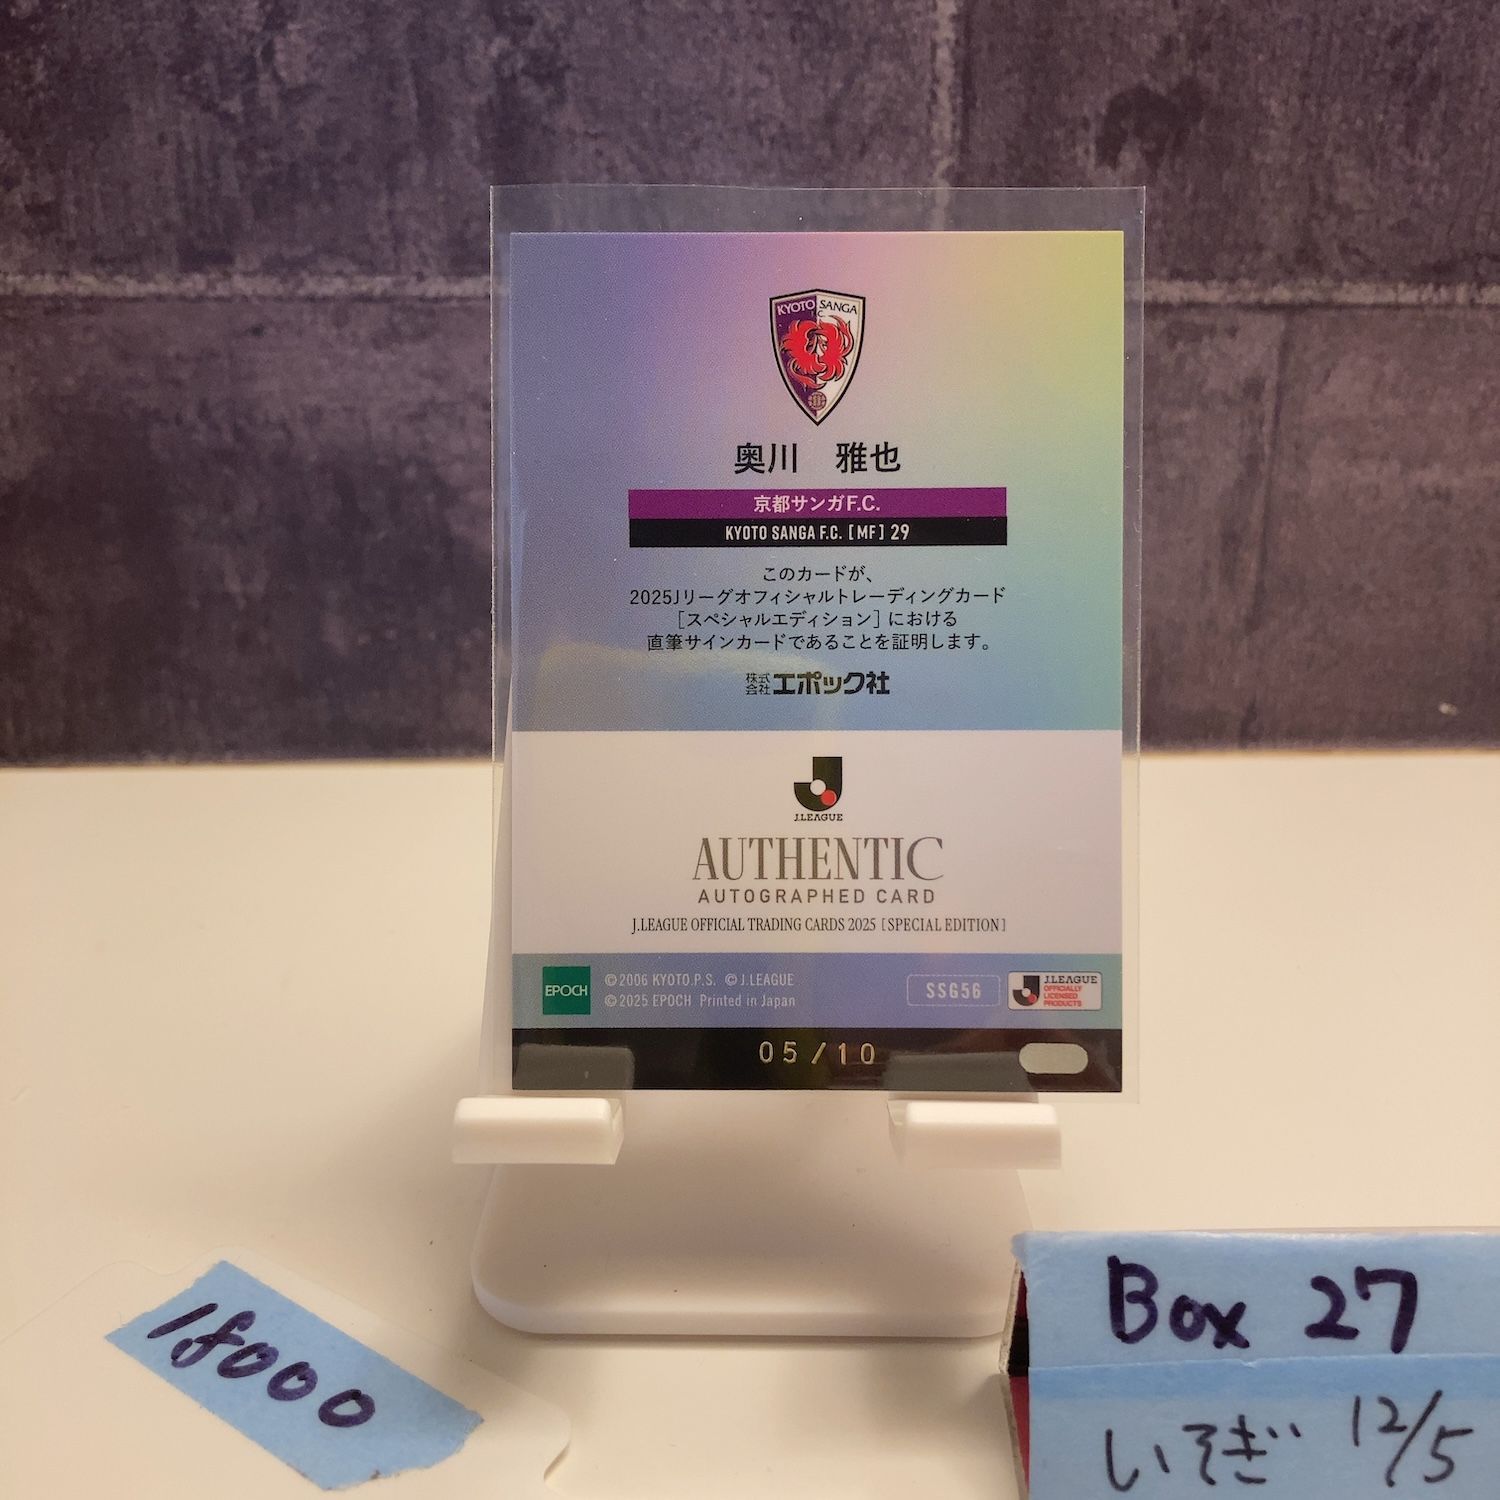 KYOTO SANGA
F.C.
奥川　雅也
京都サンガF.C.
KYOTO SANGA F.C. [MF] 29
このカードが、
2025Jリーグオフィシャルトレーディングカード
［スペシャルエディション］における
直筆サインカードであることを証明します。
株式会社エポック社
J.LEAGUE
AUTHENTIC
AUTOGRAPHED CARD
J.LEAGUE OFFICIAL TRADING CARDS 2025 [SPECIAL EDITION]
EPOCH
©2006 KYOTO.P.S. ©J.LEAGUE
©2025 EPOCH Printed in Japan
SSG56
J.LEAGUE
OFFICIALLY
LICENSED
PRODUCTS
05/10
18000
Box 27
いそぎ 12/5